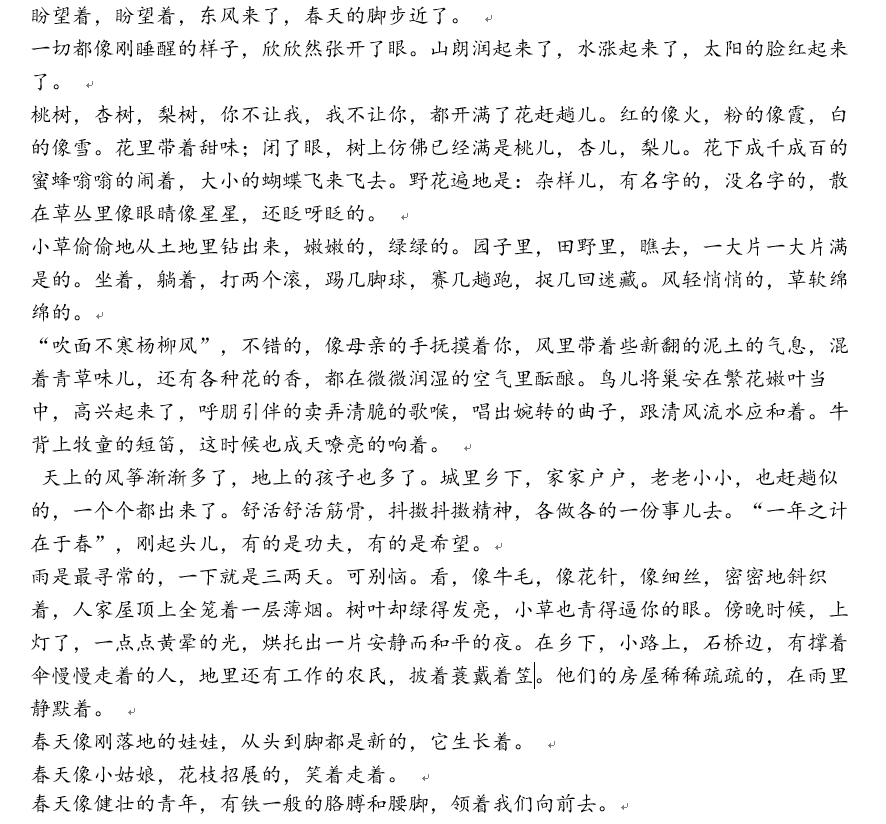 盼望着，盼望着，东风来了，春天的脚步近了。
一切都像刚睡醒的样子，欣欣然张开了眼。山朗润起来了，水涨起来了，太阳的脸红起来
了。
桃树，杏树，梨树，你不让我，我不让你，都开满了花赶趟儿。红的像火，粉的像霞，白
的像雪。花里带着甜味；闭了眼，树上仿佛已经满是桃儿，杏儿，梨儿。花下成千成百的
蜜蜂嗡嗡的闹着，大小的蝴蝶飞来飞去。野花遍地是：杂样儿，有名字的，没名字的，散
在草丛里像眼睛像星星，还眨呀眨的。
小草偷偷地从土地里钻出来，嫩嫩的，绿绿的。园子里，田野里，瞧去，一大片一大片满
是的。坐着，躺着，打两个滚，踢几脚球，赛几趟跑，捉几回迷藏。风轻悄悄的，草软绵
绵的。
“吹面不寒杨柳风”，不错的，像母亲的手抚摸着你，风里带着些新翻的泥土的气息，混
着青草味儿，还有各种花的香，都在微微润湿的空气里酝酿。鸟儿将巢安在繁花嫩叶当
中，高兴起来了，呼朋引伴的卖弄清脆的歌喉，唱出婉转的曲子，跟清风流水应和着。牛
背上牧童的短笛，这时候也成天嘹亮的响着。
天上的风筝渐渐多了，地上的孩子也多了。城里乡下，家家户户，老老小小，也赶趟似
的，一个个都出来了。舒活舒活筋骨，抖擞抖擞精神，各做各的一份事儿去。“一年之计
在于春”，刚起头儿，有的是功夫，有的是希望。
雨是最寻常的，一下就是三两天。可别恼。看，像牛毛，像花针，像细丝，密密地斜织
着，人家屋顶上全笼着一层薄烟。树叶却绿得发亮，小草也青得逼你的眼。傍晚时候，上
灯了，一点点黄晕的光，烘托出一片安静而和平的夜。在乡下，小路上，石桥边，有撑着
伞慢慢走着的人，地里还有工作的农民，披着蓑戴着笠。他们的房屋稀稀疏疏的，在雨里
静默着。
春天像刚落地的娃娃，从头到脚都是新的，它生长着。
春天像小姑娘，花枝招展的，笑着走着。
春天像健壮的青年，有铁一般的胳膊和腰脚，领着我们向前去。